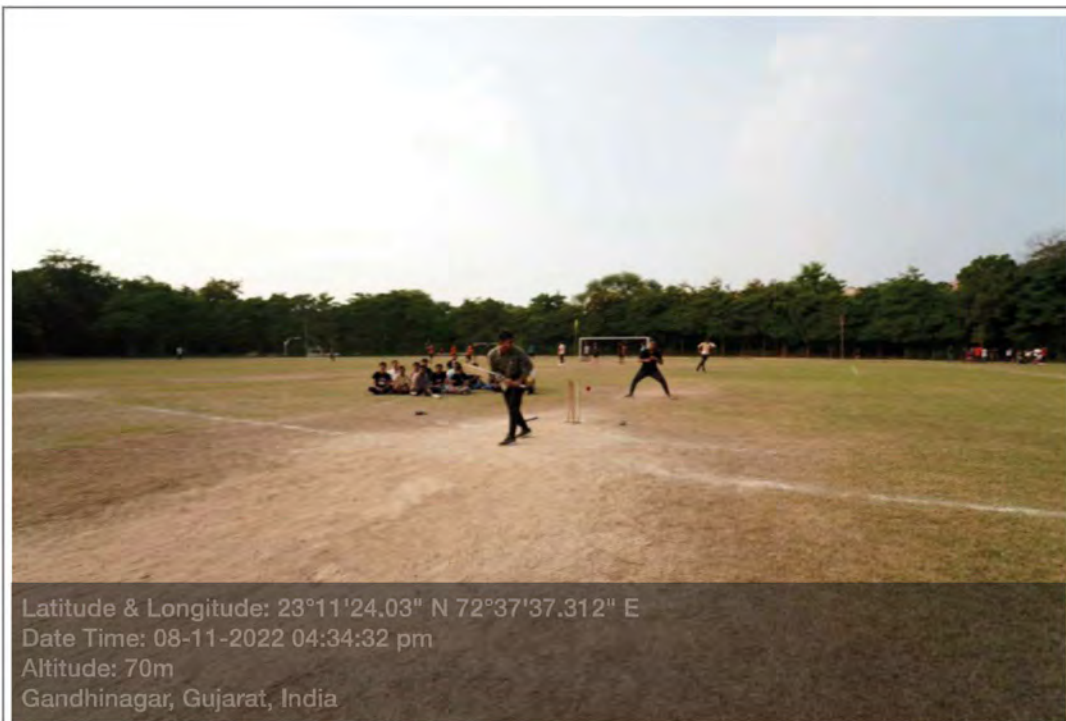 Latitude & Longitude: 23°11'24.03" N 72°37'37.312" E
Date Time: 08-11-2022 04:34:32 pm
Altitude: 70m
Gandhinagar, Gujarat, India